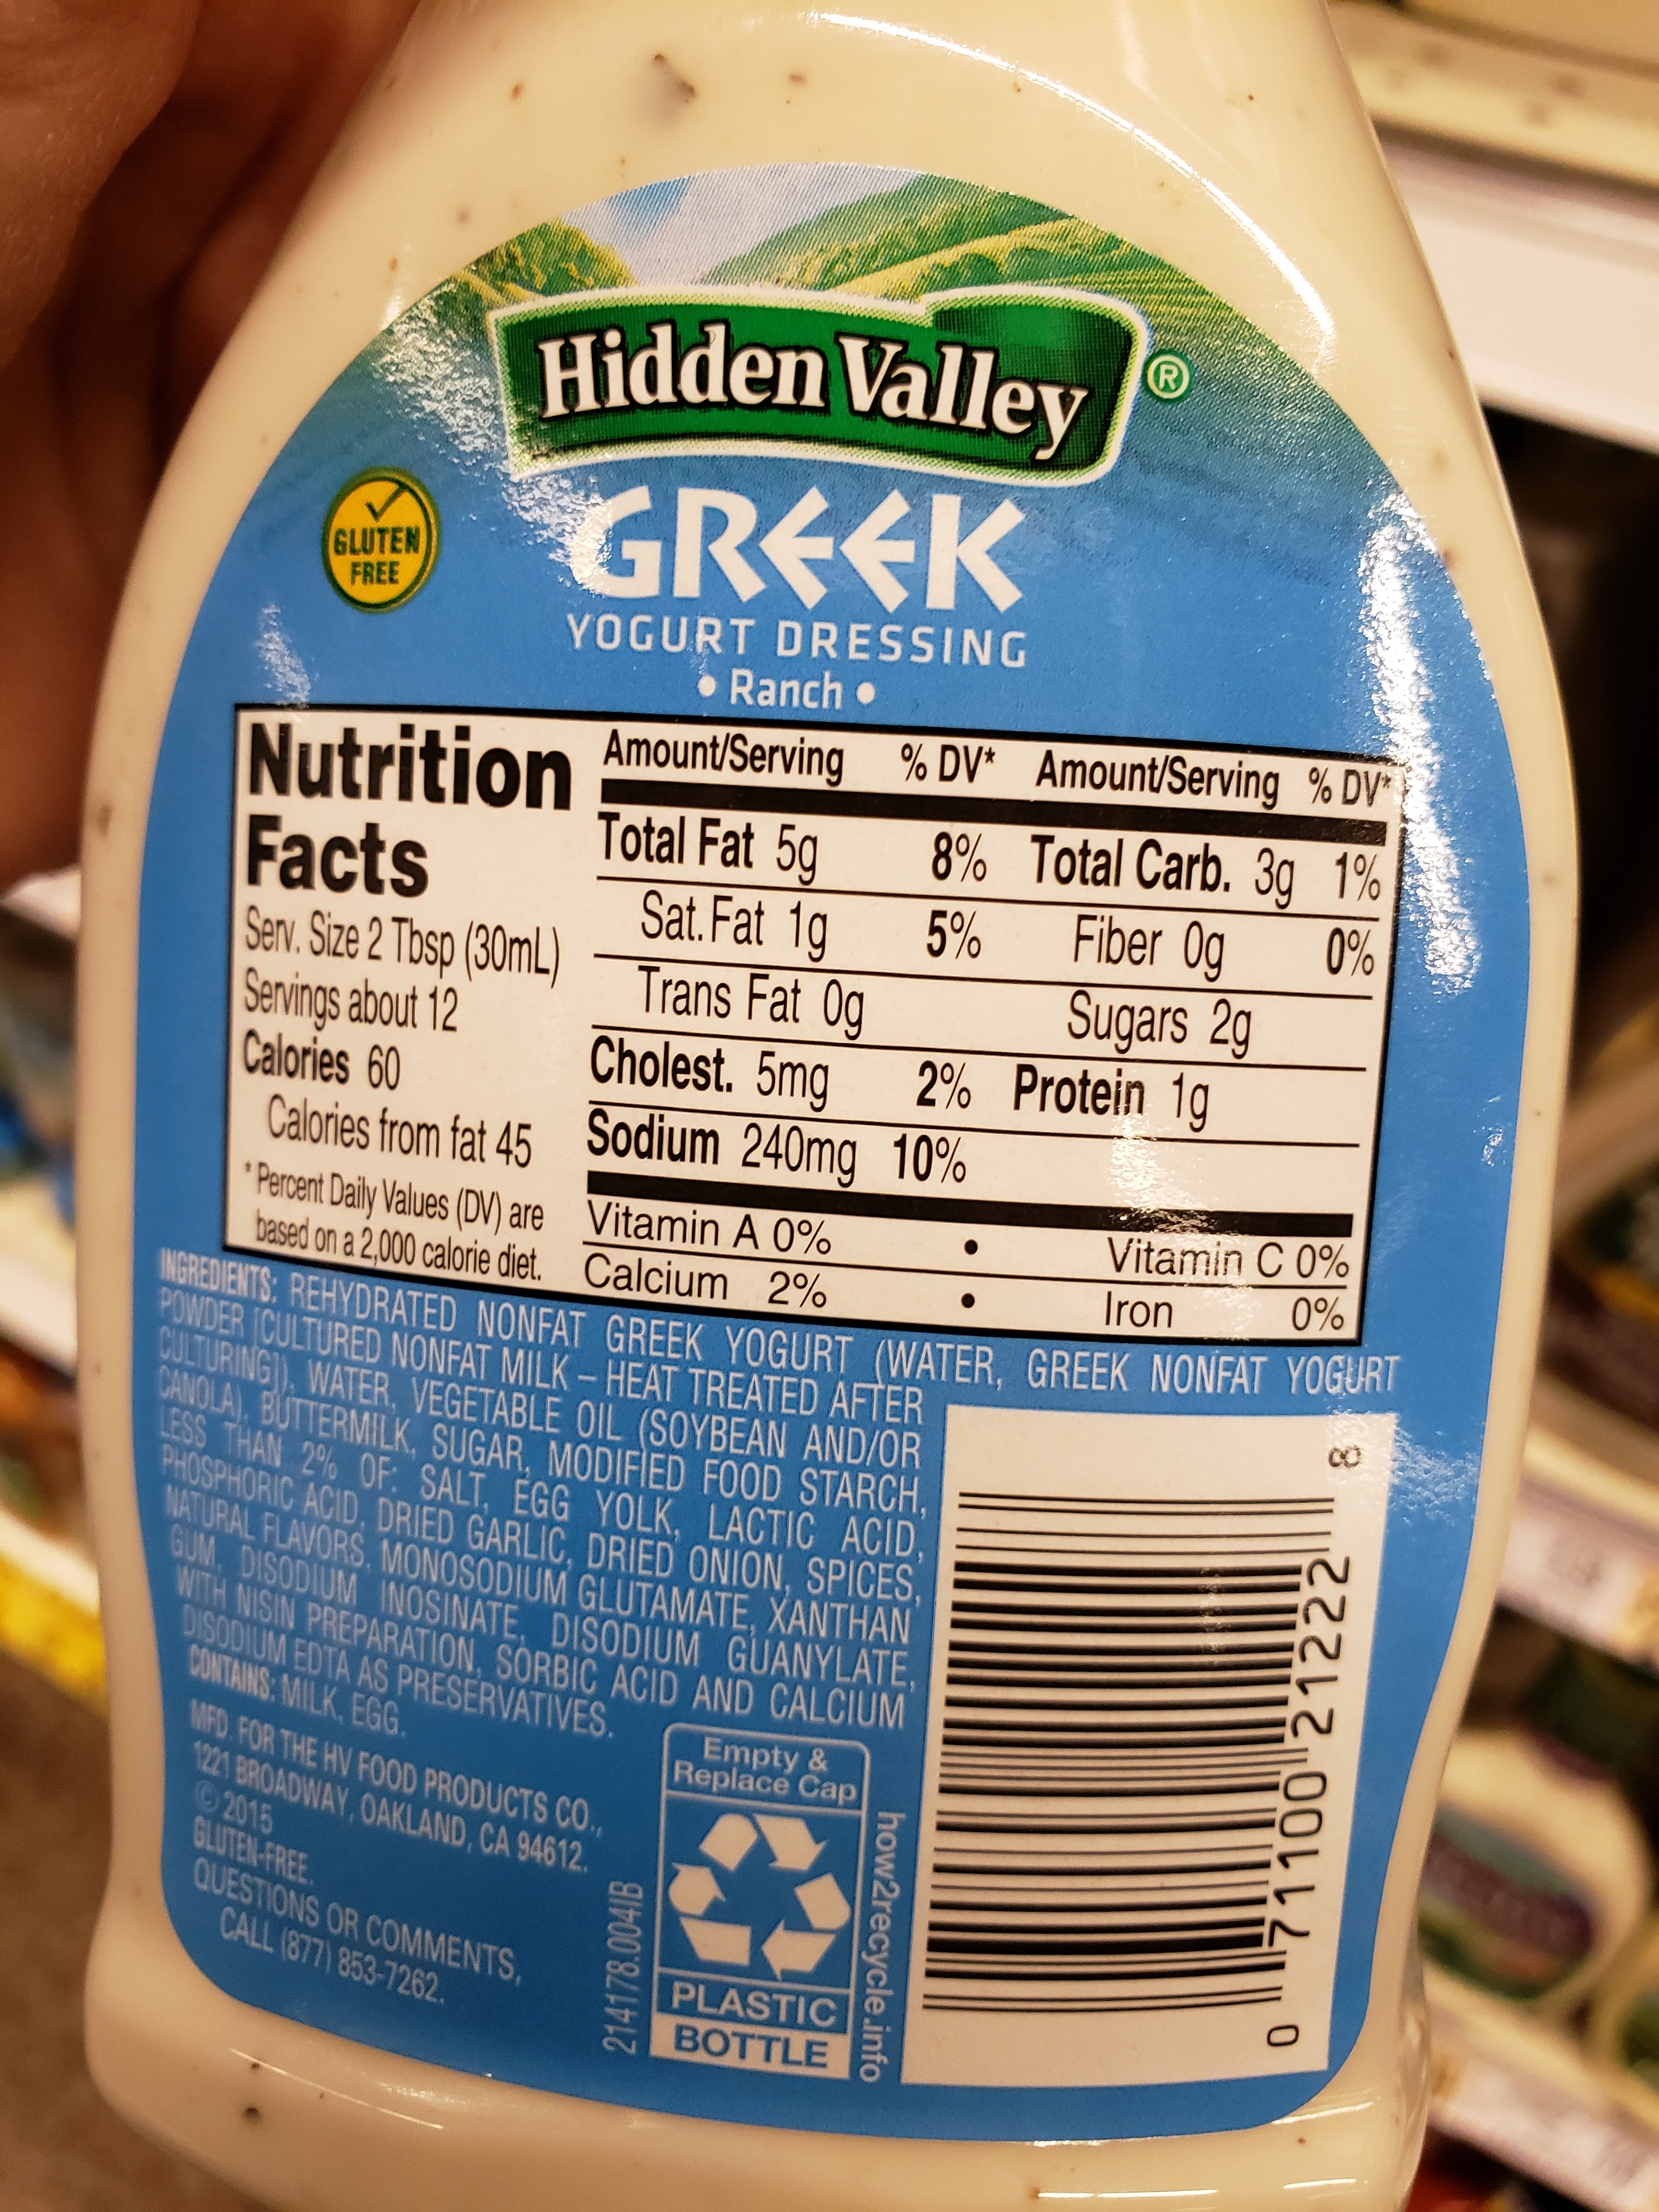 Hidden Valley ®
GLUTEN
FREE
GREEK
YOGURT DRESSING
• Ranch •
Nutrition
Facts
Serv. Size 2 Tbsp (30mL)
Servings about 12
Calories 60
Calories from fat 45
* Percent Daily Values (DV) are
based on a 2,000 calorie diet.
Amount/Serving % DV* Amount/Serving % DV*
Total Fat 5g 8% Total Carb. 3g 1%
Sat. Fat 1g 5% Fiber 0g 0%
Trans Fat 0g Sugars 2g
Cholest. 5mg 2% Protein 1g
Sodium 240mg 10%
Vitamin A 0% • Vitamin C 0%
Calcium 2% • Iron 0%
INGREDIENTS: REHYDRATED NONFAT GREEK YOGURT (WATER, GREEK NONFAT YOGURT
POWDER [CULTURED NONFAT MILK – HEAT TREATED AFTER
CULTURING]), WATER, VEGETABLE OIL (SOYBEAN AND/OR
CANOLA), BUTTERMILK, SUGAR, MODIFIED FOOD STARCH,
LESS THAN 2% OF: SALT, EGG YOLK, LACTIC ACID,
PHOSPHORIC ACID, DRIED GARLIC, DRIED ONION, SPICES,
NATURAL FLAVORS, MONOSODIUM GLUTAMATE, XANTHAN
GUM, DISODIUM INOSINATE, DISODIUM GUANYLATE,
WITH NISIN PREPARATION, SORBIC ACID AND CALCIUM
DISODIUM EDTA AS PRESERVATIVES.
CONTAINS: MILK, EGG.
MFD. FOR THE HV FOOD PRODUCTS CO.,
1221 BROADWAY, OAKLAND, CA 94612.
© 2015
GLUTEN-FREE.
QUESTIONS OR COMMENTS,
CALL (877) 853-7262.
214178.004IB
Empty &
Replace Cap
PLASTIC
BOTTLE
how2recycle.info
0 71100 21222 8